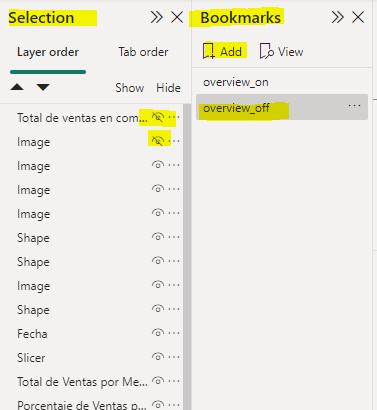 Selection
Layer order Tab order
Show Hide
Total de ventas en com...
Image
Image
Image
Image
Shape
Shape
Image
Shape
Fecha
Slicer
Total de Ventas por Me...
Porcentaje de Ventas p...
Bookmarks
Add View
overview_on
overview_off